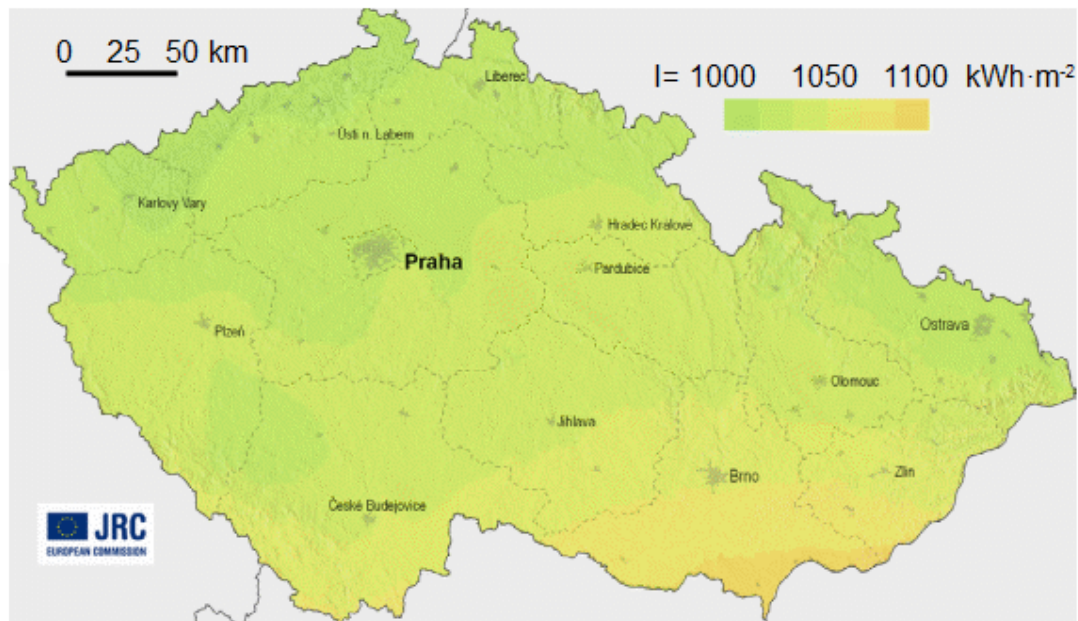 0 25 50 km
I= 1000 1050 1100 kWh·m-2
Liberec
Ústí n. Labem
Karlovy Vary
Hradec Králové
Praha
Pardubice
Plzeň
Ostrava
Olomouc
Jihlava
Brno
Zlín
České Budejovice
JRC
EUROPEAN COMMISSION